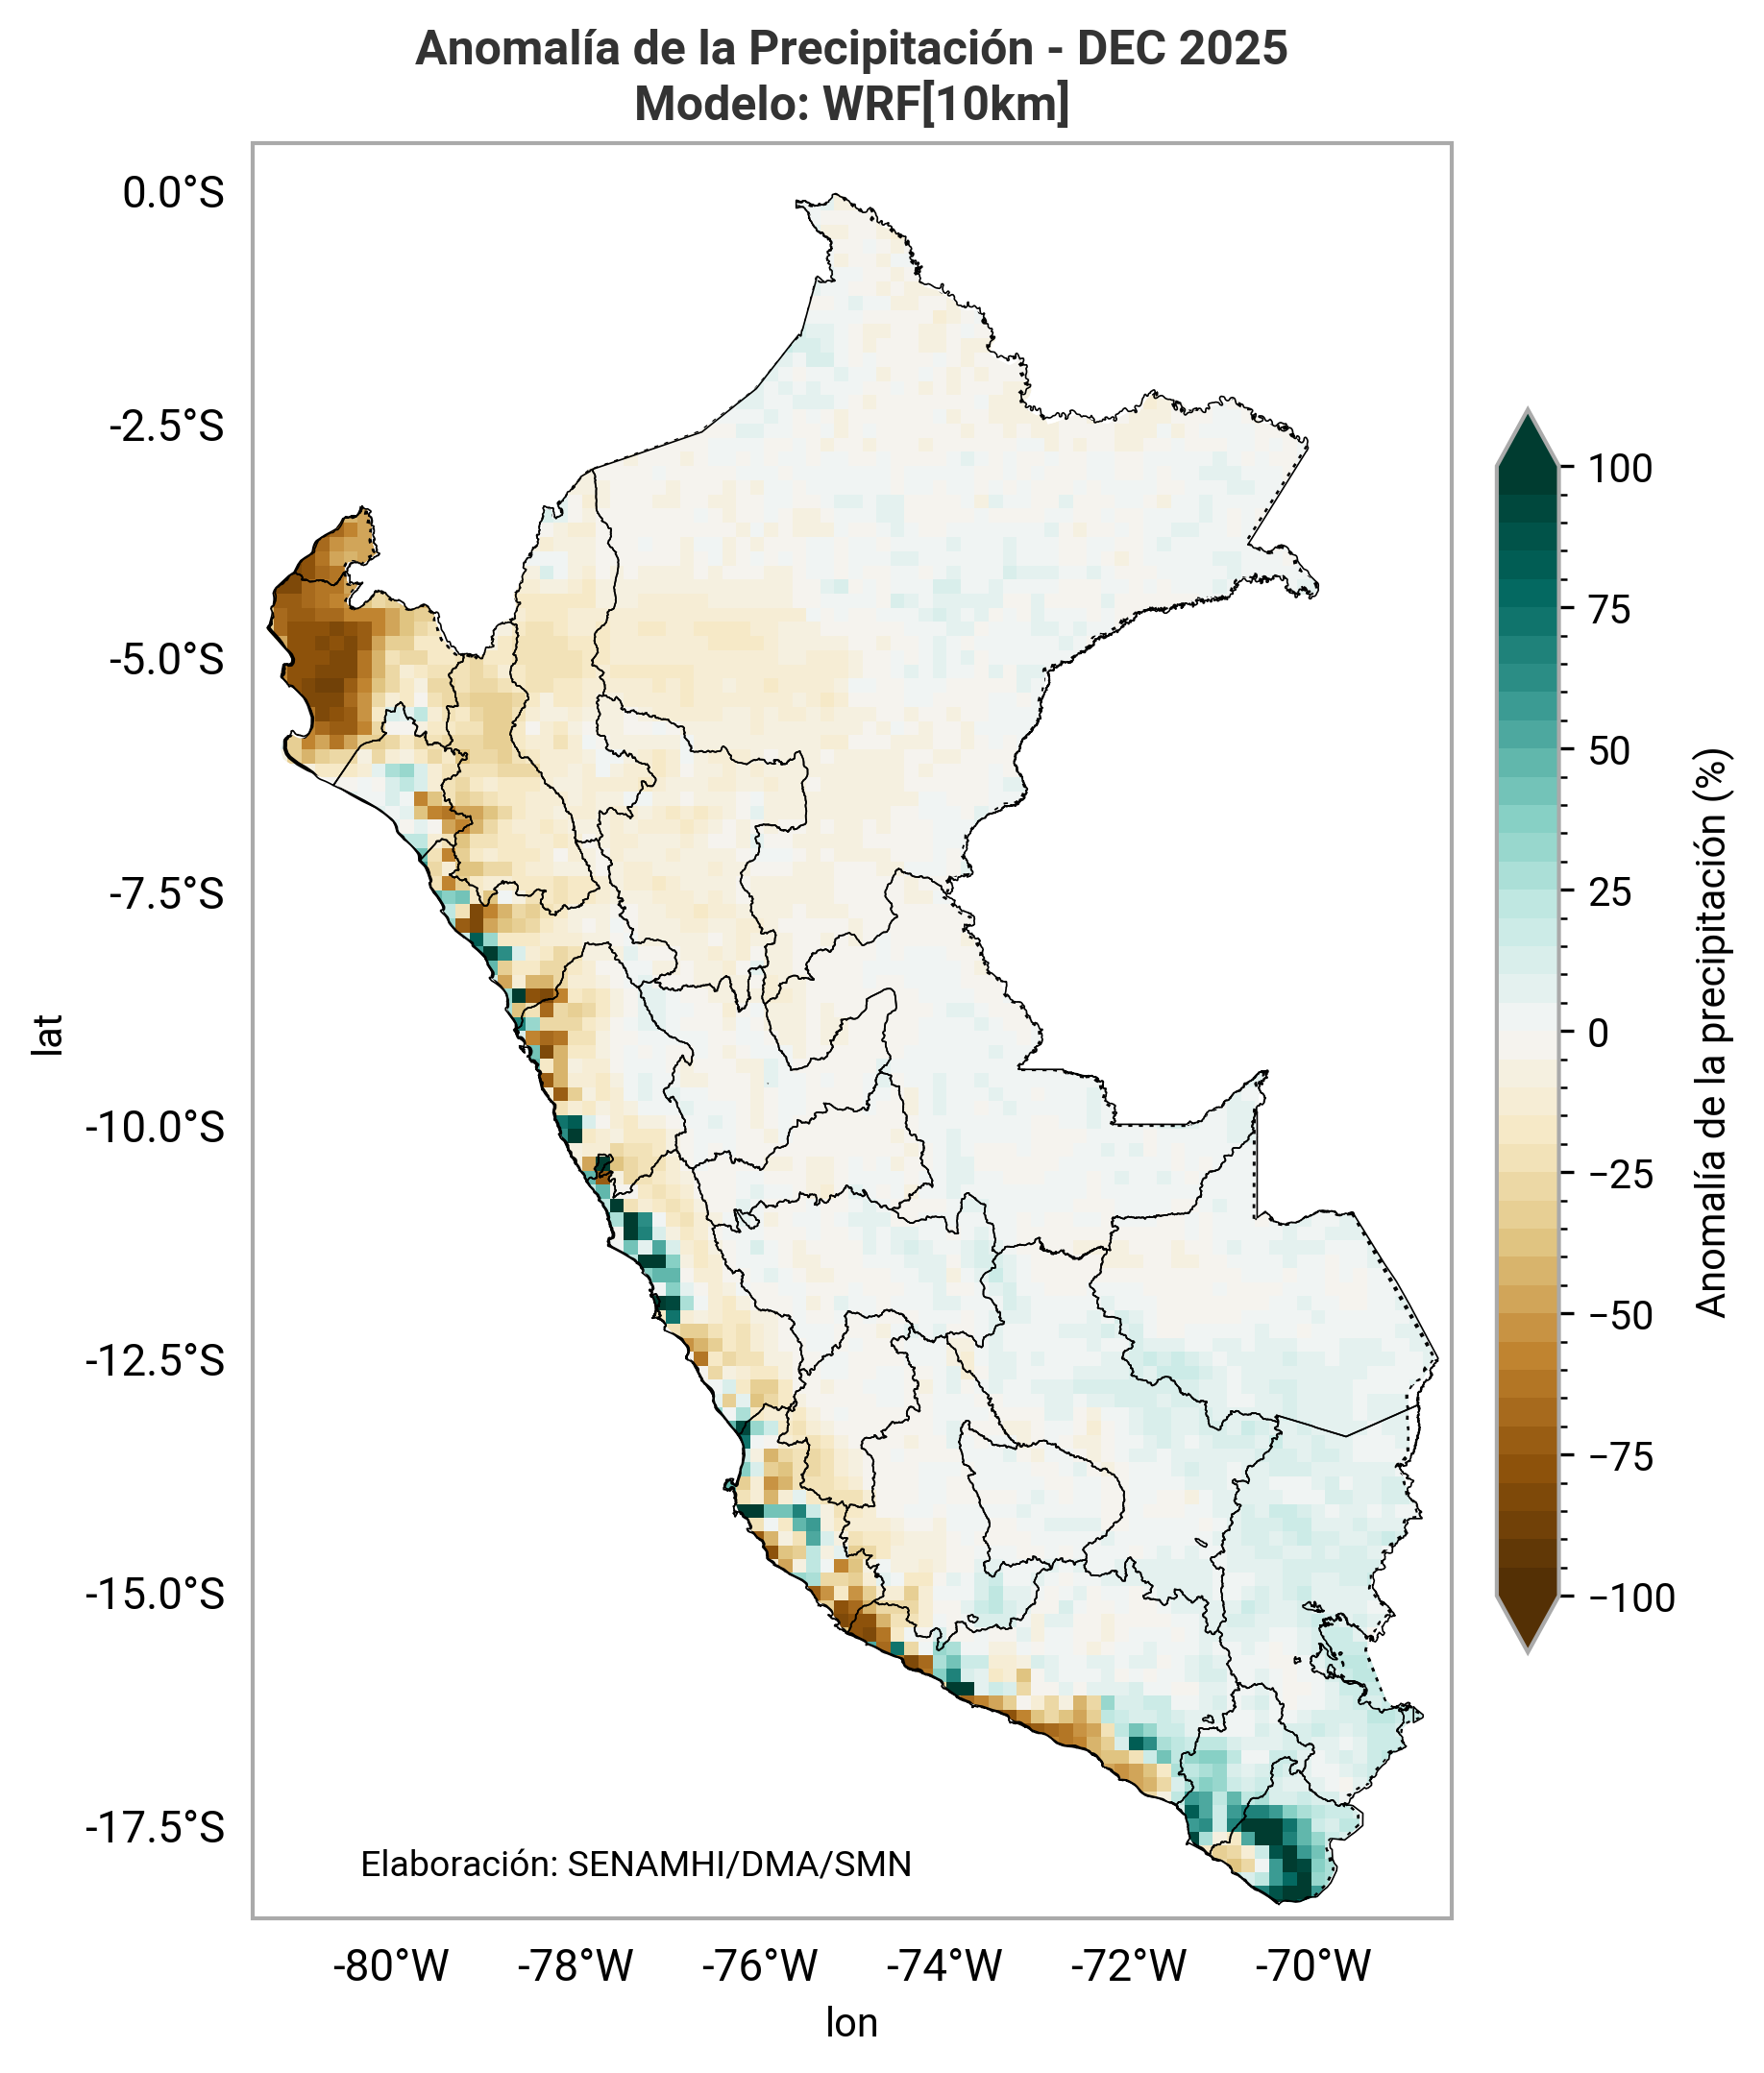 Anomalía de la Precipitación - DEC 2025
Modelo: WRF[10km]
0.0°S
-2.5°S
-5.0°S
-7.5°S
-10.0°S
-12.5°S
-15.0°S
-17.5°S
lat
Elaboración: SENAMHI/DMA/SMN
-80°W
-78°W
-76°W
-74°W
-72°W
-70°W
lon
100
75
50
25
0
−25
−50
−75
−100
Anomalía de la precipitación (%)